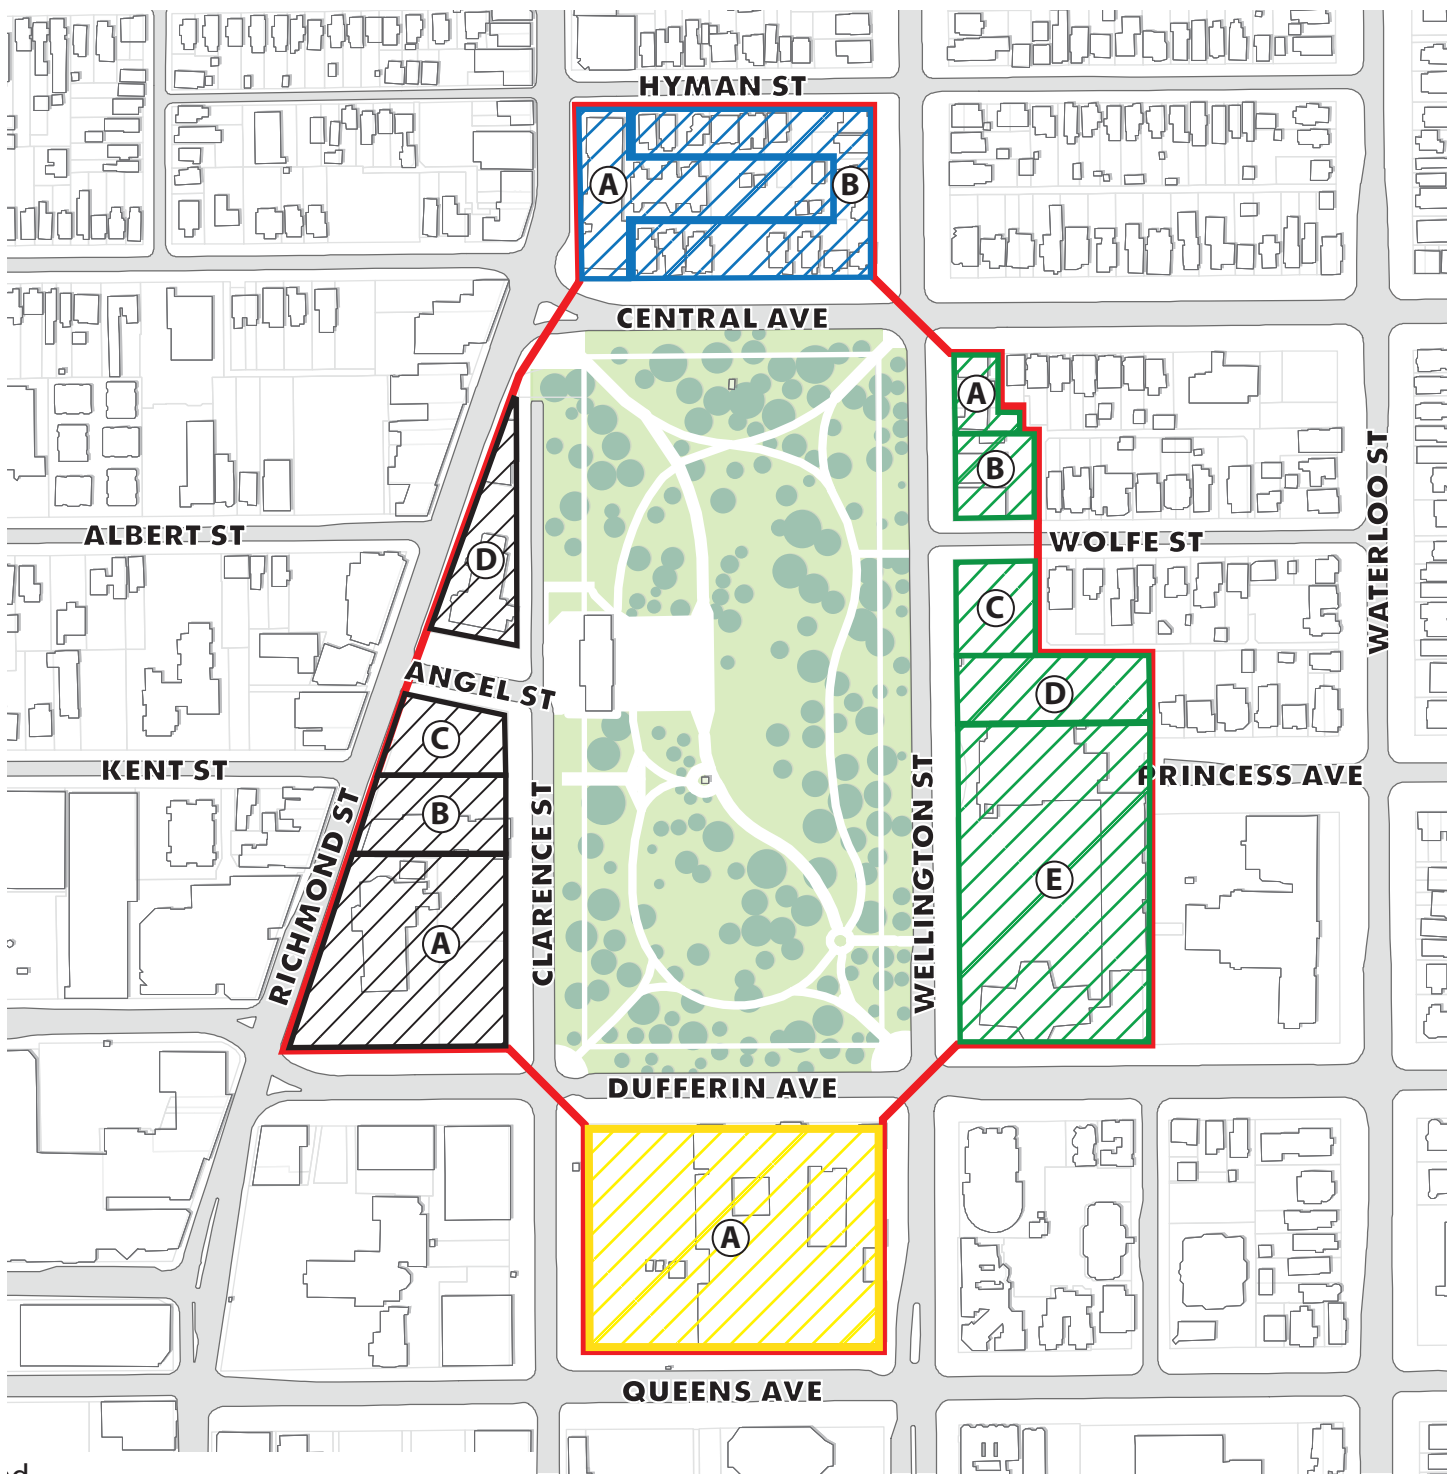 HYMAN ST
A
B
CENTRAL AVE
A
B
ALBERT ST
WOLFE ST
WATERLOO ST
D
C
ANGEL ST
D
C
KENT ST
PRINCESS AVE
B
RICHMOND ST
CLARENCE ST
WELLINGTON ST
E
A
DUFFERIN AVE
A
QUEENS AVE